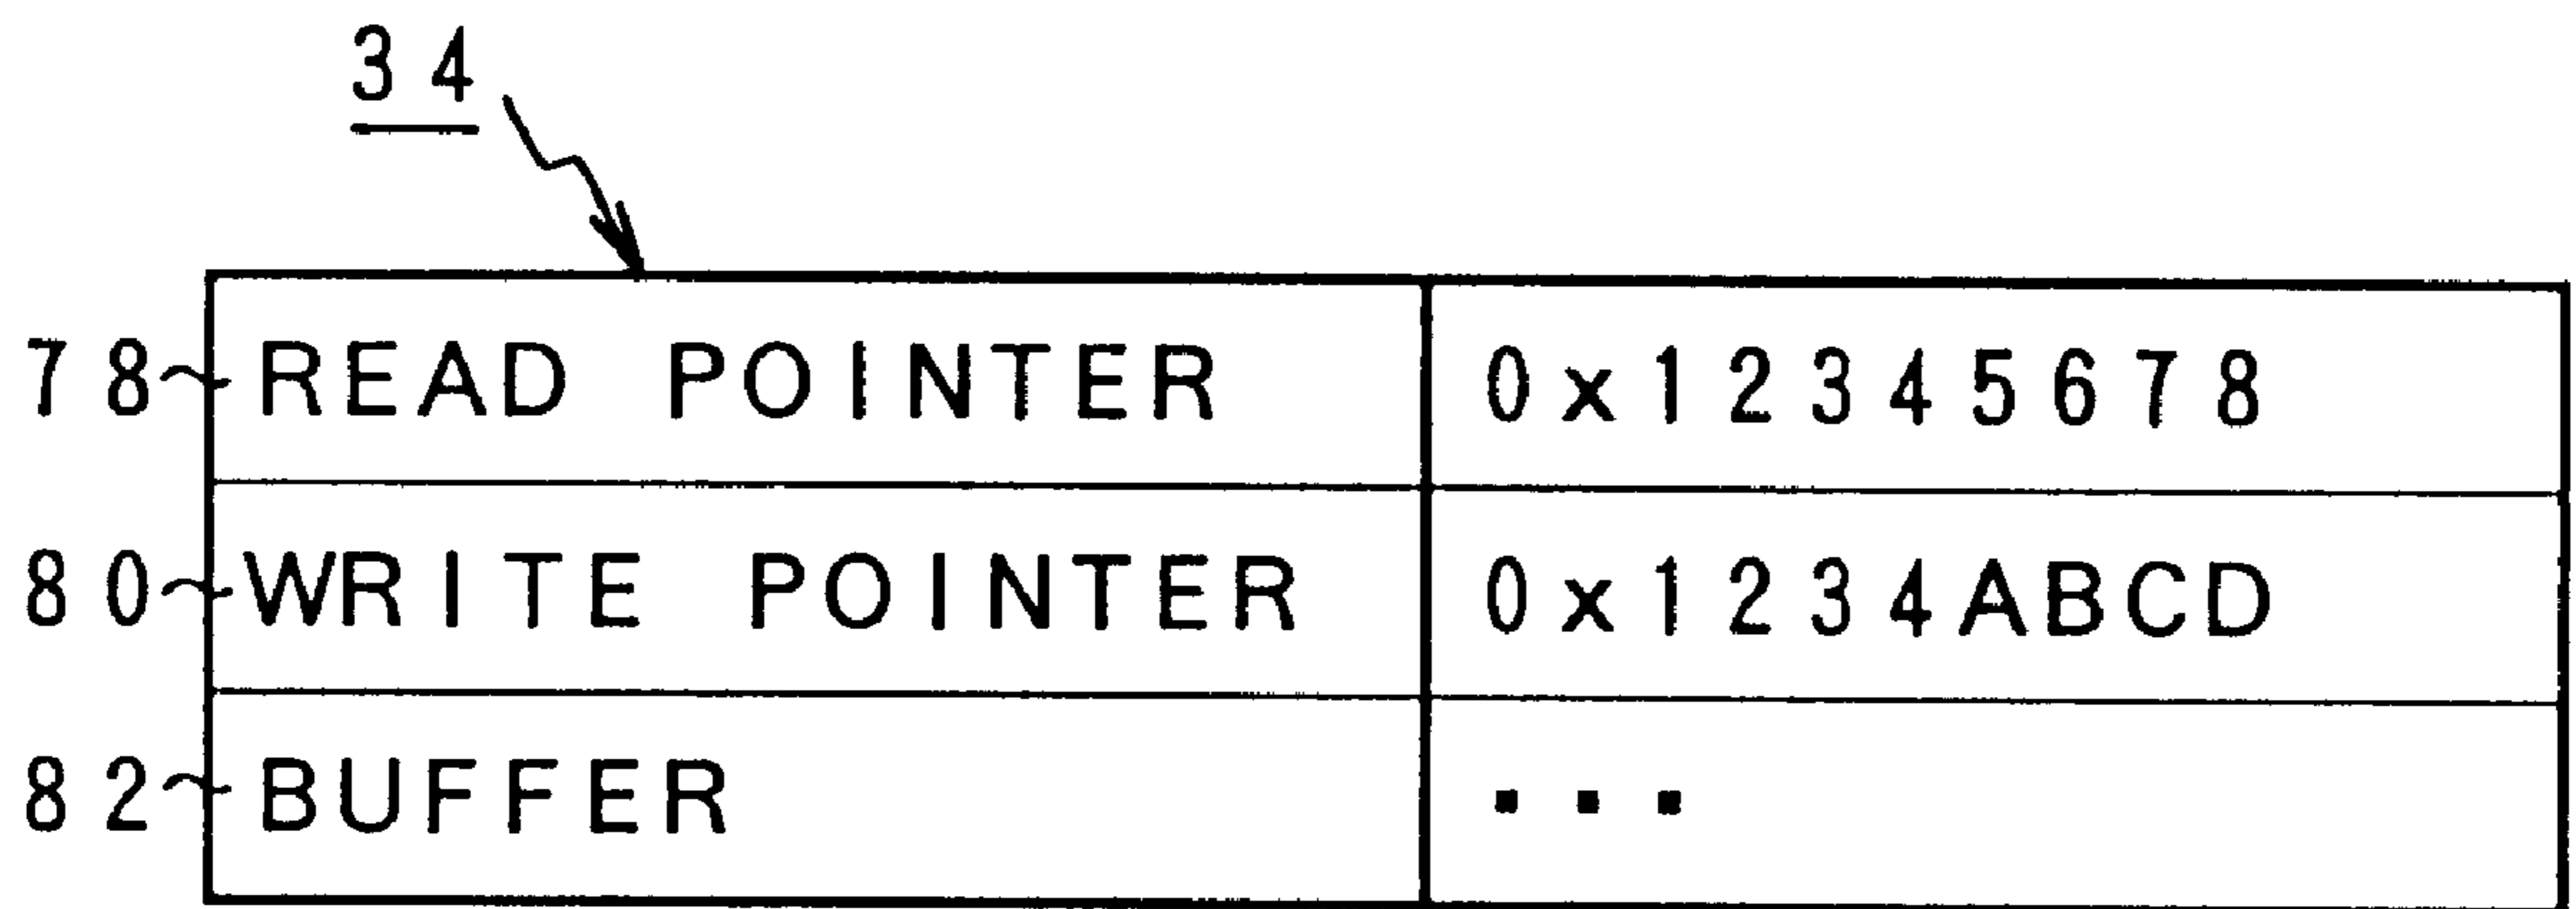 34
78 READ POINTER 0x12345678
80 WRITE POINTER 0x1234ABCD
82 BUFFER ...